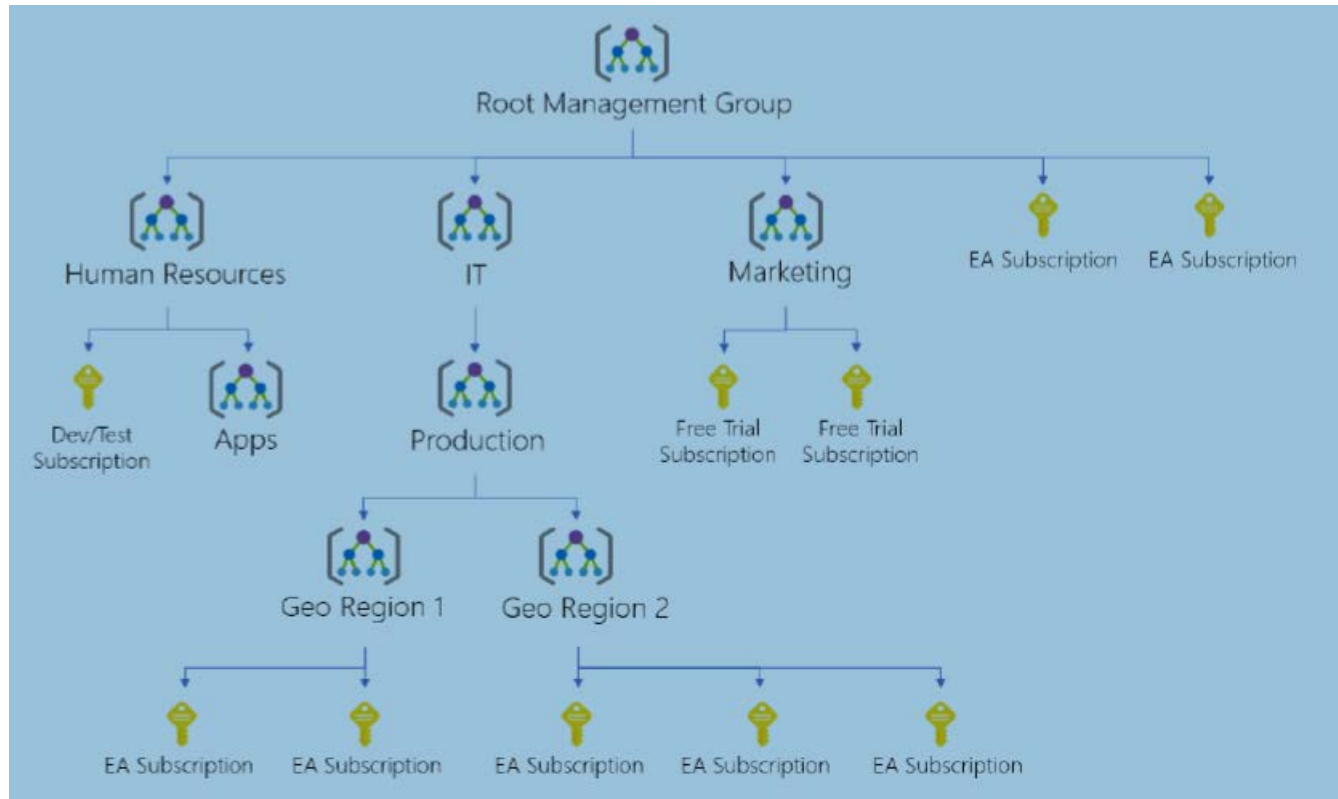 Root Management Group
Human Resources
IT
Marketing
EA Subscription
EA Subscription
Dev/Test
Subscription
Apps
Production
Free Trial
Subscription
Free Trial
Subscription
Geo Region 1
Geo Region 2
EA Subscription
EA Subscription
EA Subscription
EA Subscription
EA Subscription